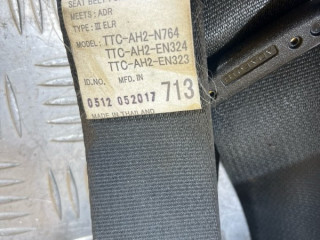 SEAT BELT
MEETS: ADR
TYPE: III ELR
MODEL: TTC-AH2-N764
TTC-AH2-EN324
TTC-AH2-EN323
ID.NO. MFD. IN
0512 052017 713
MADE IN THAILAND